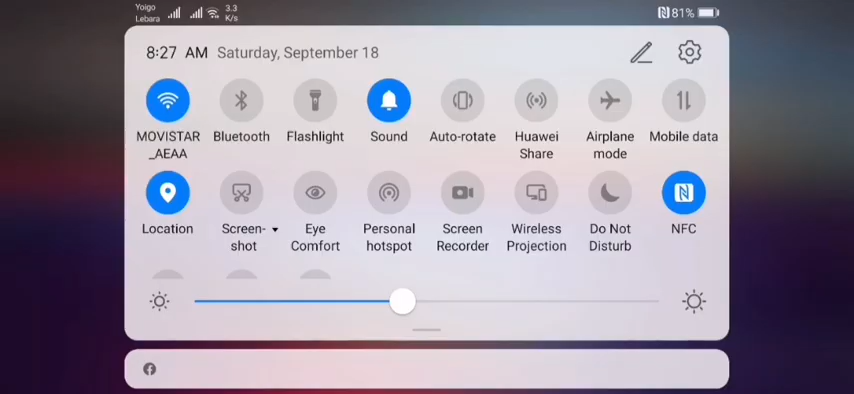 Yoigo
Lebara
3.3
K/s
81%
8:27 AM Saturday, September 18
MOVISTAR
_AEAA
Bluetooth
Flashlight
Sound
Auto-rotate
Huawei
Share
Airplane
mode
Mobile data
Location
Screen-
shot
Eye
Comfort
Personal
hotspot
Screen
Recorder
Wireless
Projection
Do Not
Disturb
NFC